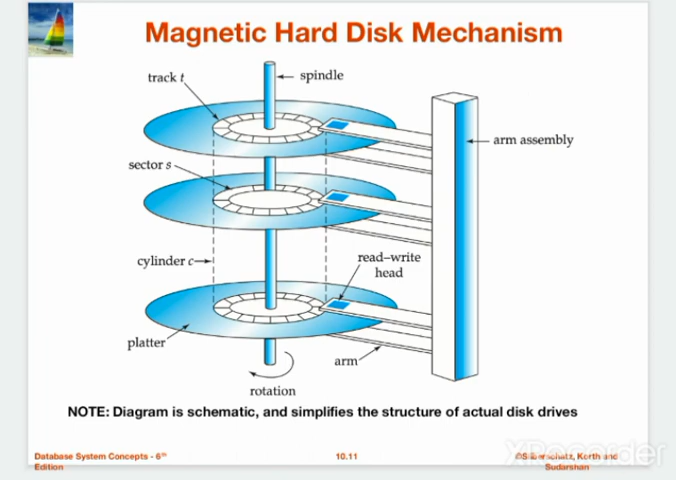 Magnetic Hard Disk Mechanism
track t
spindle
arm assembly
sector s
cylinder c
read–write
head
platter
arm
rotation
NOTE: Diagram is schematic, and simplifies the structure of actual disk drives
Database System Concepts - 6th
Edition
10.11
©Silberschatz, Korth and
Sudarshan
XRecorder